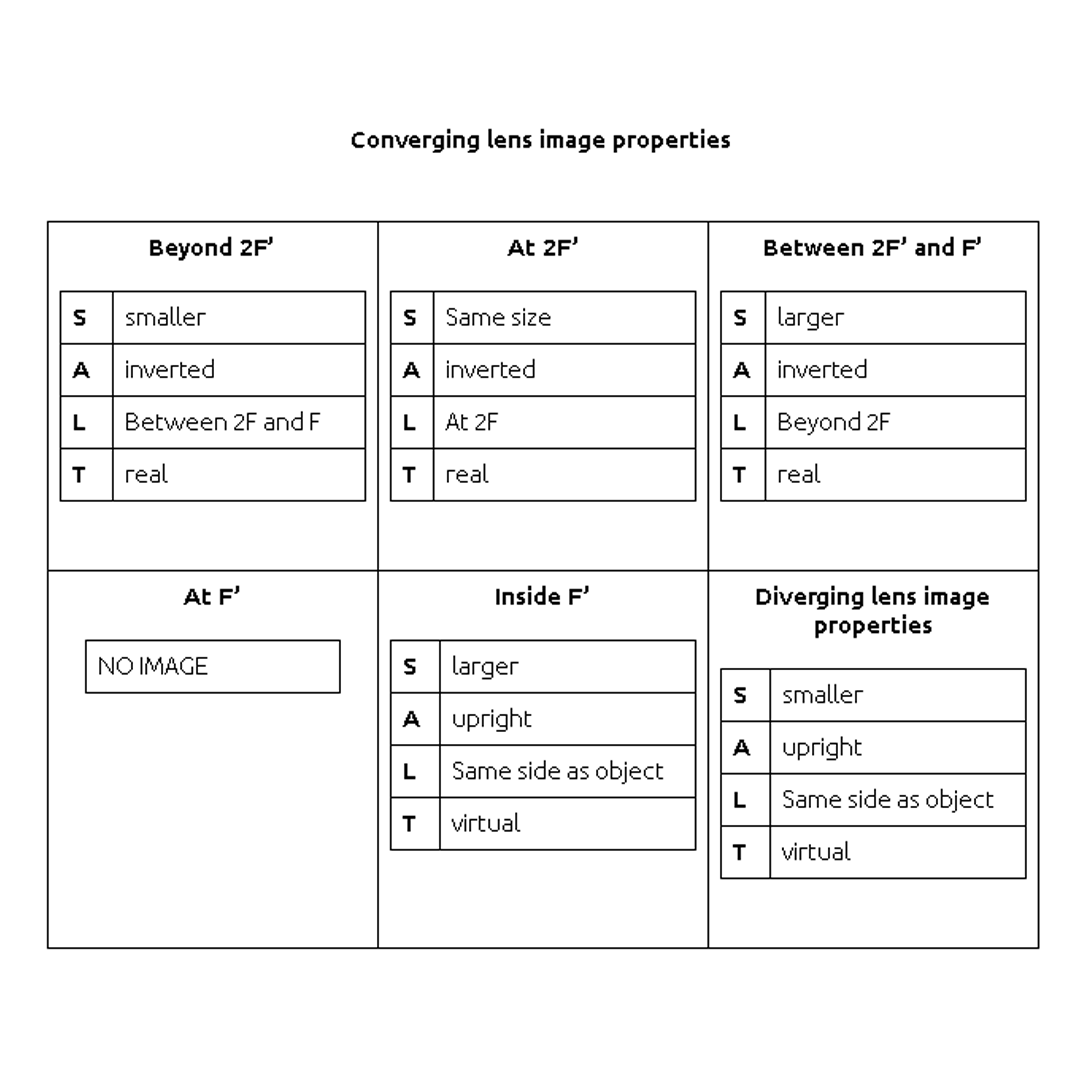 Converging lens image properties
Beyond 2F’
S smaller
A inverted
L Between 2F and F
T real
At 2F’
S Same size
A inverted
L At 2F
T real
Between 2F’ and F’
S larger
A inverted
L Beyond 2F
T real
At F’
NO IMAGE
Inside F’
S larger
A upright
L Same side as object
T virtual
Diverging lens image
properties
S smaller
A upright
L Same side as object
T virtual